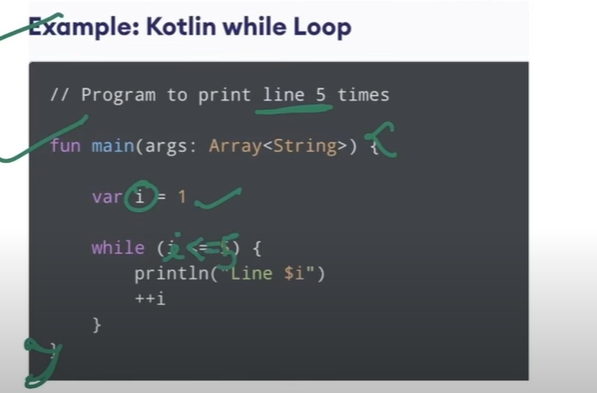 Example: Kotlin while Loop
// Program to print line 5 times
fun main(args: Array<String>) {
var i = 1
while (i <= 5) {
println("Line $i")
++i
}
}